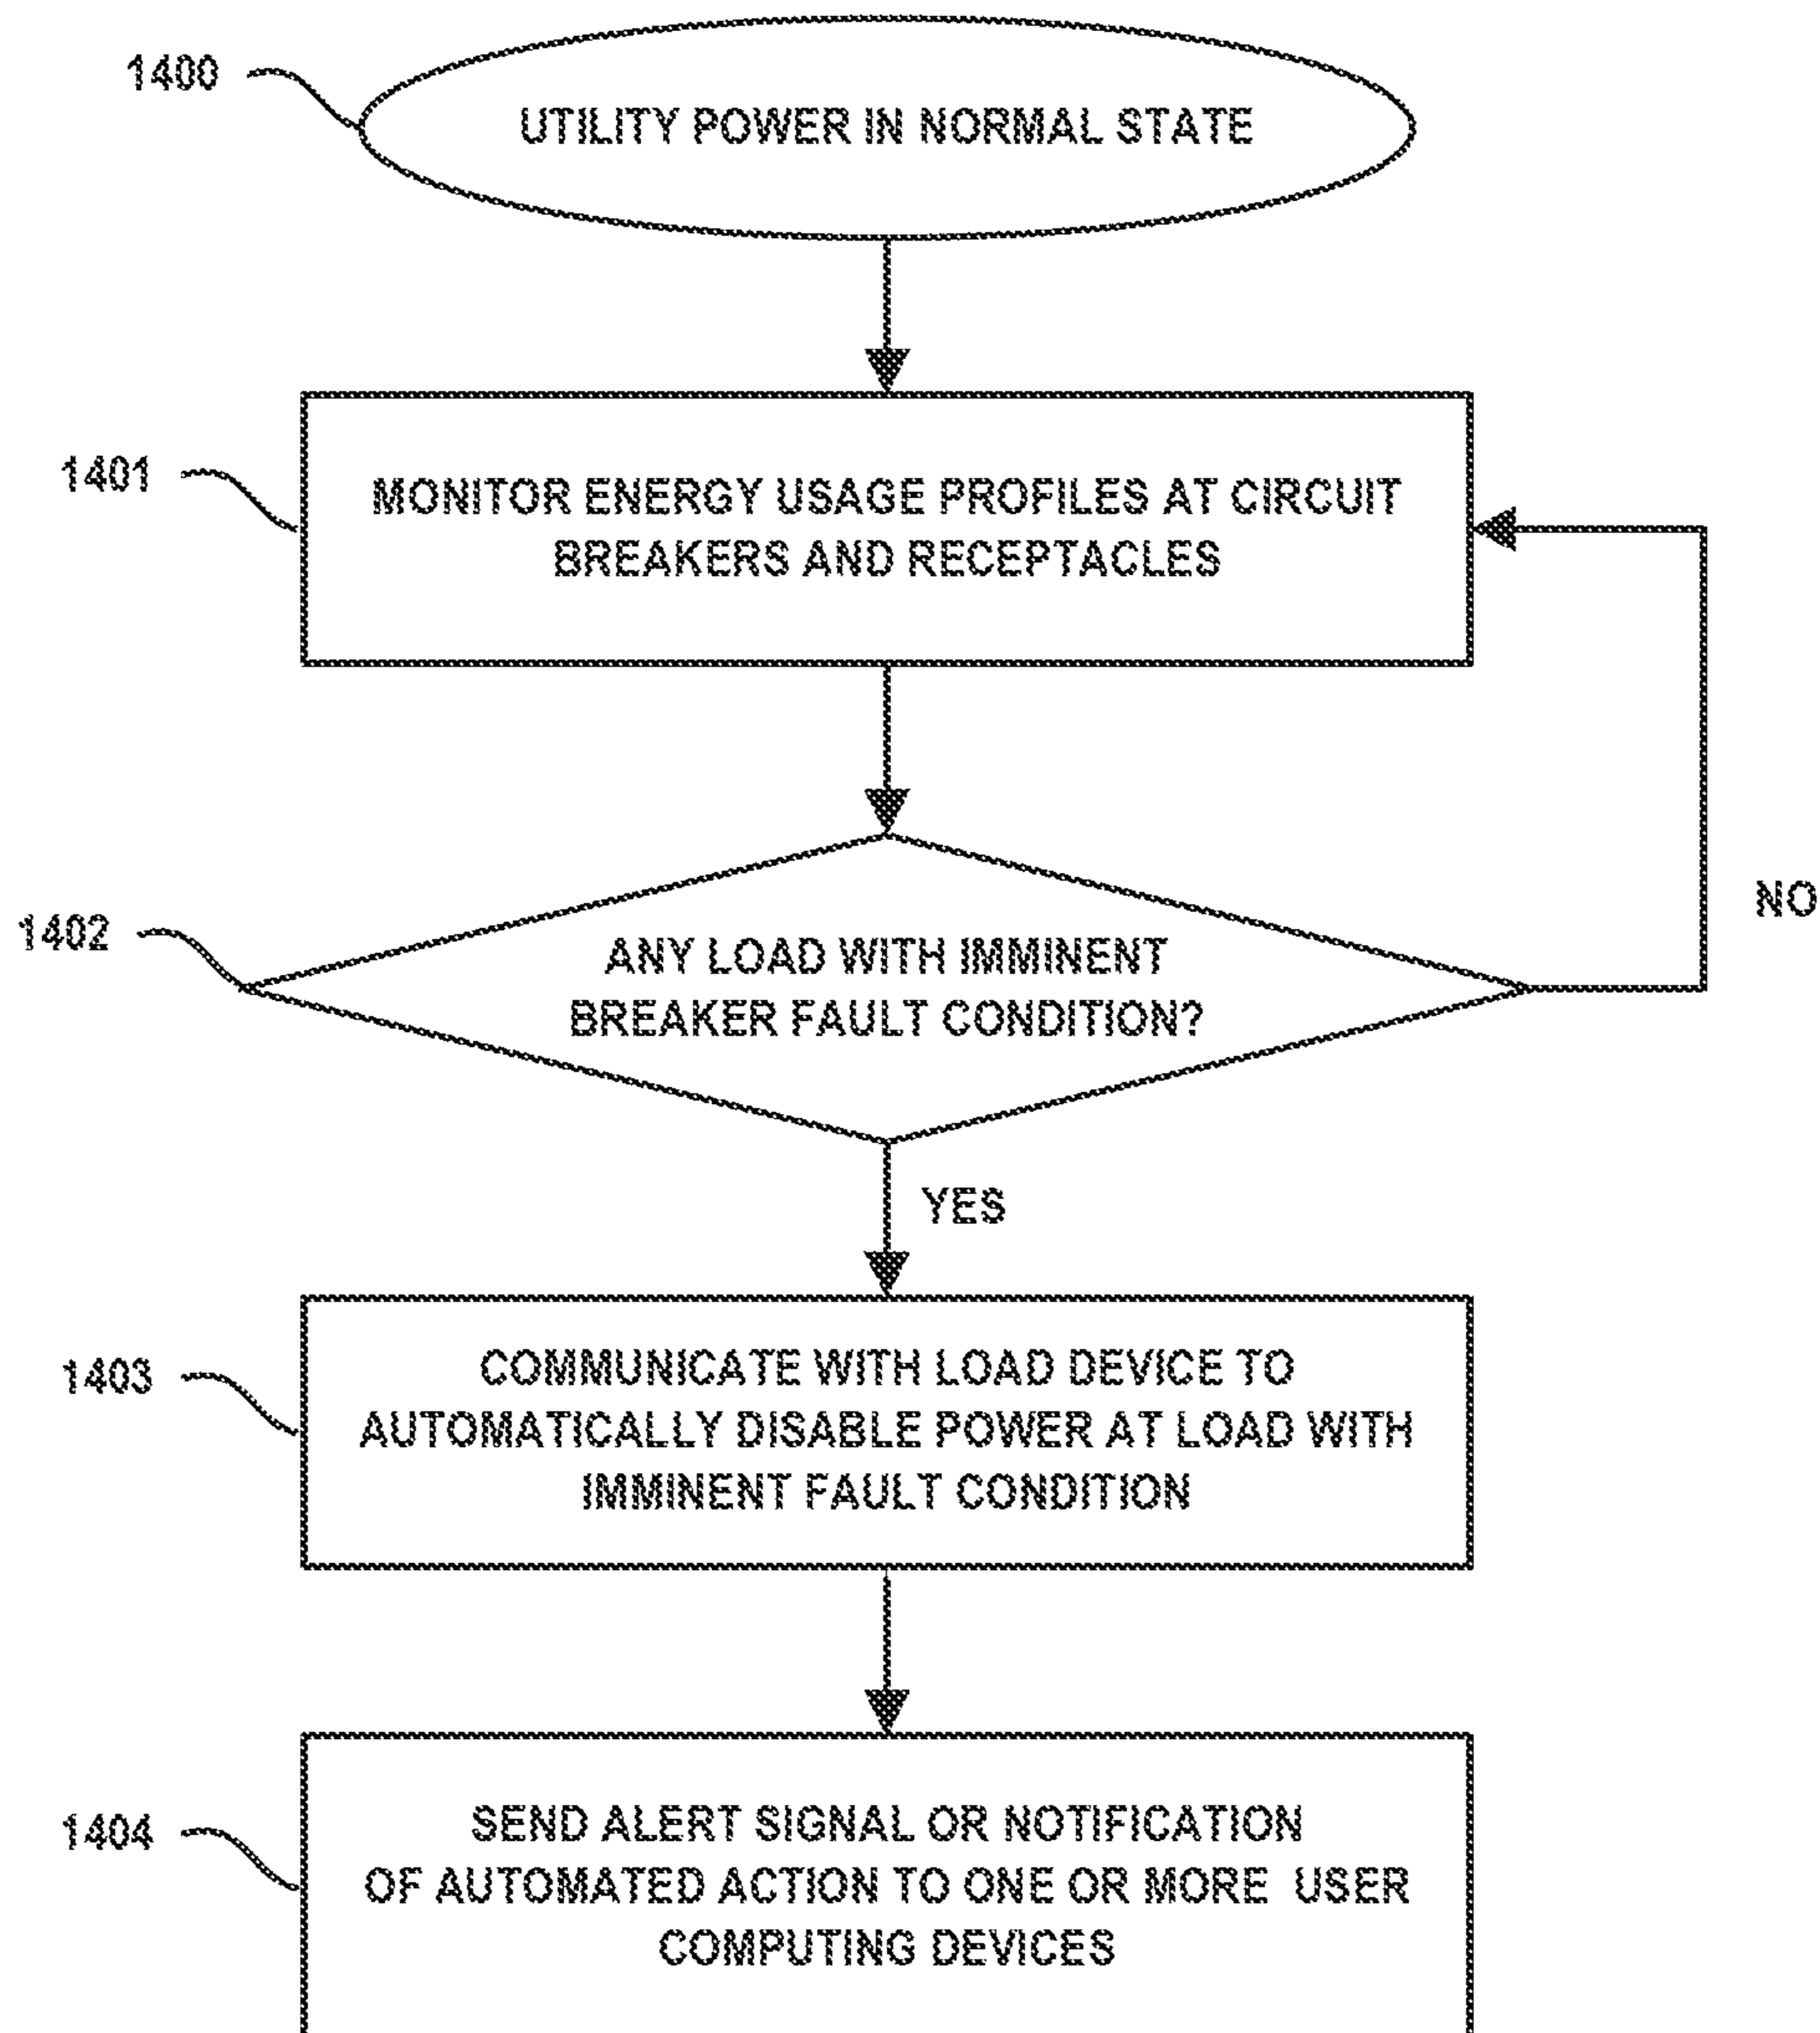 1400
UTILITY POWER IN NORMAL STATE
1401
MONITOR ENERGY USAGE PROFILES AT CIRCUIT
BREAKERS AND RECEPTACLES
NO
1402
ANY LOAD WITH IMMINENT
BREAKER FAULT CONDITION?
YES
1403
COMMUNICATE WITH LOAD DEVICE TO
AUTOMATICALLY DISABLE POWER AT LOAD WITH
IMMINENT FAULT CONDITION
1404
SEND ALERT SIGNAL OR NOTIFICATION
OF AUTOMATED ACTION TO ONE OR MORE USER
COMPUTING DEVICES